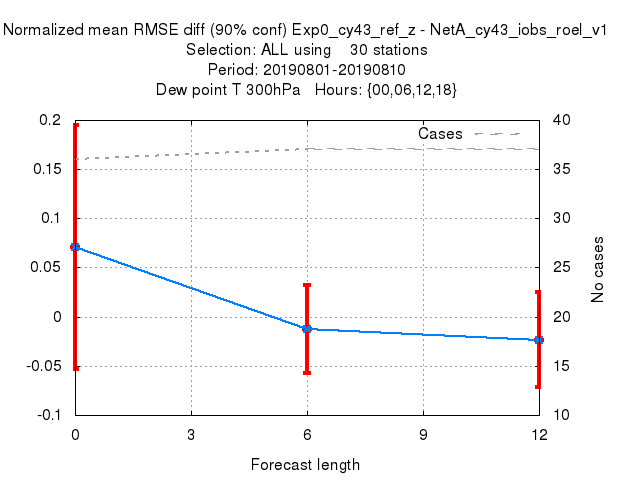 Normalized mean RMSE diff (90% conf) Exp0_cy43_ref_z - NetA_cy43_iobs_roel_v1
Selection: ALL using    30 stations
Period: 20190801-20190810
Dew point T 300hPa   Hours: {00,06,12,18}
Cases
0.2
0.15
0.1
0.05
0
-0.05
-0.1
40
35
30
25
20
15
10
No cases
0
3
6
9
12
Forecast length